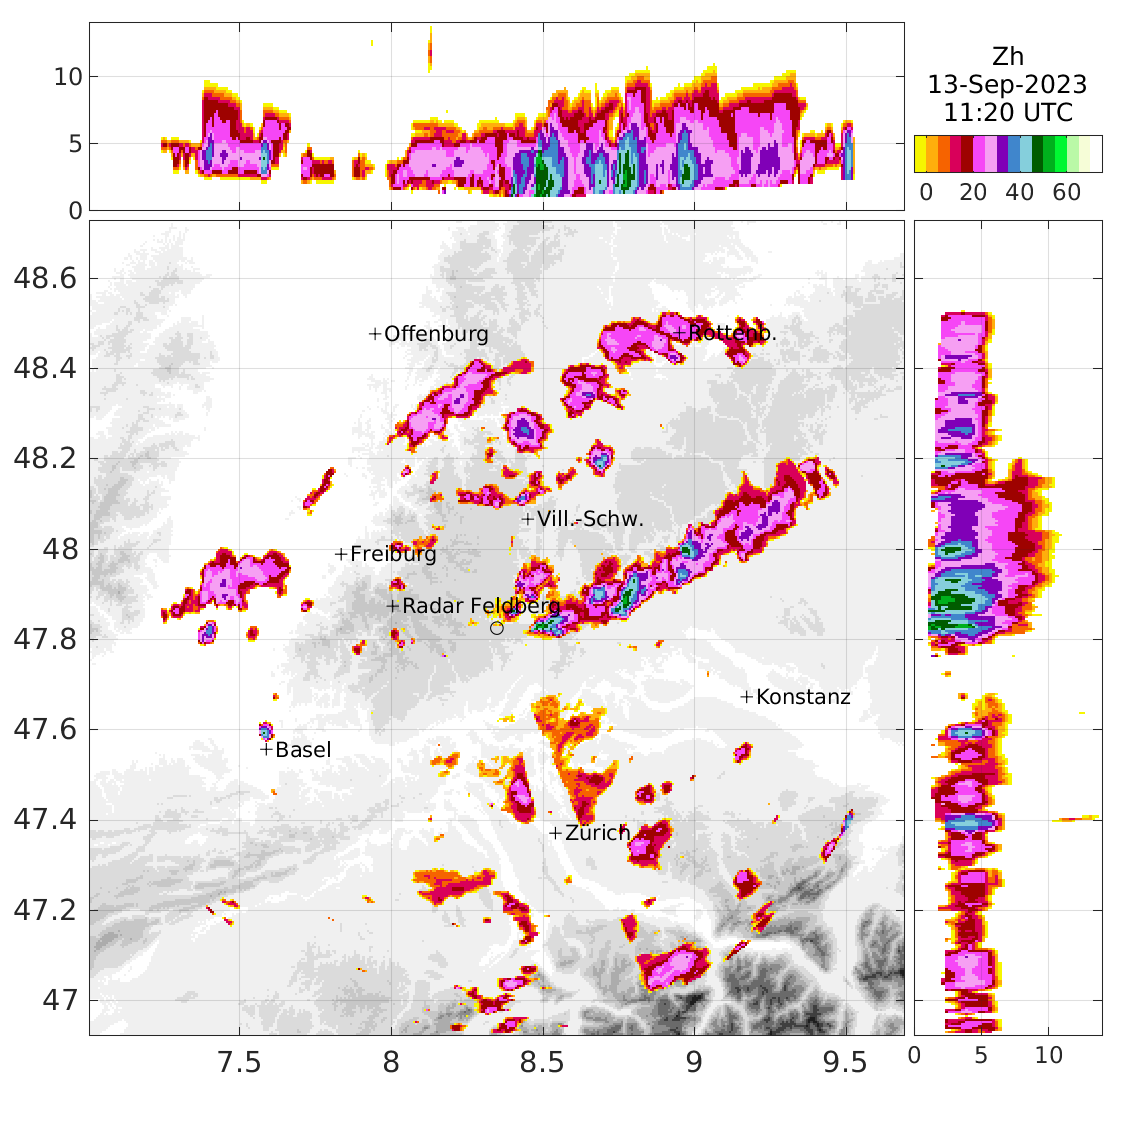 10
5
0
Zh
13-Sep-2023
11:20 UTC
0 20 40 60
48.6
48.4
48.2
48
47.8
47.6
47.4
47.2
47
Offenburg
Rottenb.
Vill.-Schw.
Freiburg
Radar Feldberg
Konstanz
Basel
Zürich
7.5 8 8.5 9 9.5
0 5 10